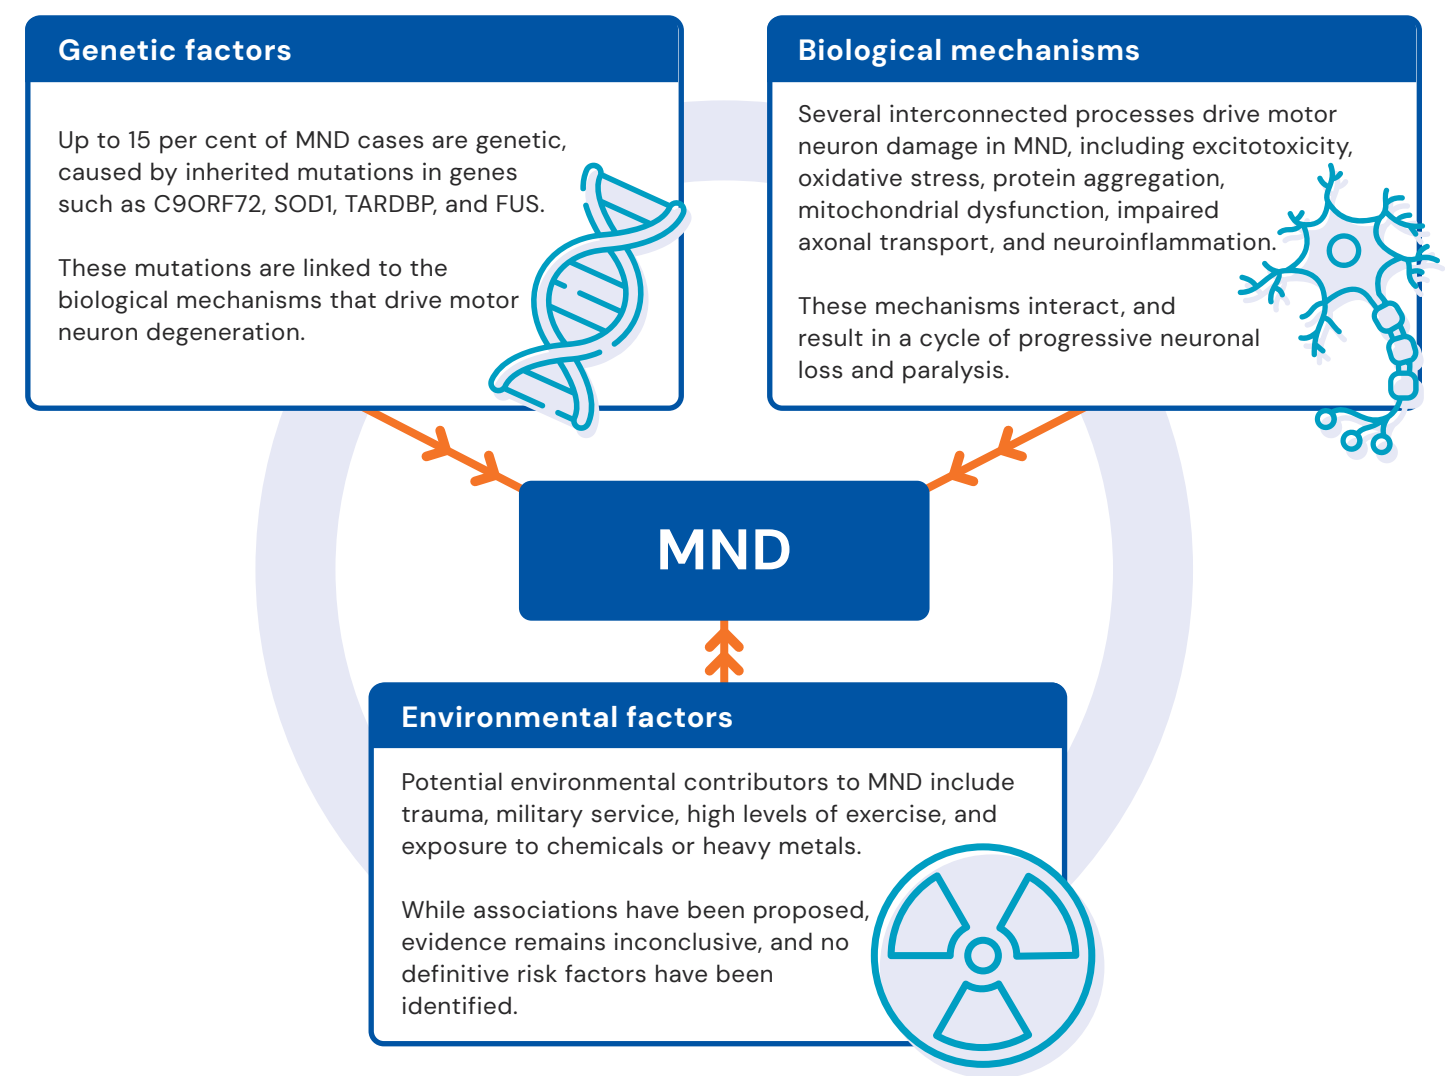 Genetic factors
Up to 15 per cent of MND cases are genetic,
caused by inherited mutations in genes
such as C9ORF72, SOD1, TARDBP, and FUS.
These mutations are linked to the
biological mechanisms that drive motor
neuron degeneration.
Biological mechanisms
Several interconnected processes drive motor
neuron damage in MND, including excitotoxicity,
oxidative stress, protein aggregation,
mitochondrial dysfunction, impaired
axonal transport, and neuroinflammation.
These mechanisms interact, and
result in a cycle of progressive neuronal
loss and paralysis.
MND
Environmental factors
Potential environmental contributors to MND include
trauma, military service, high levels of exercise, and
exposure to chemicals or heavy metals.
While associations have been proposed,
evidence remains inconclusive, and no
definitive risk factors have been
identified.